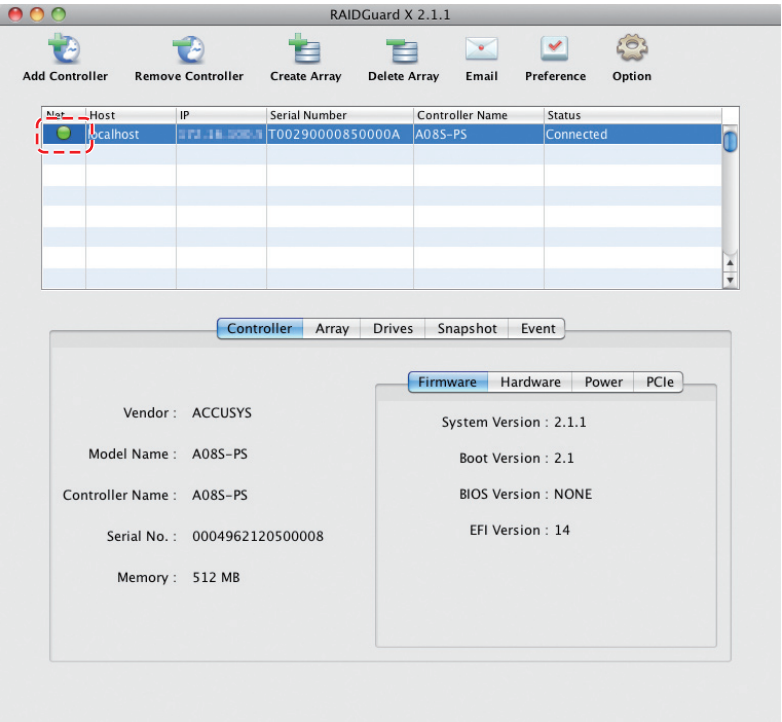 RAIDGuard X 2.1.1
Add Controller Remove Controller Create Array Delete Array Email Preference Option
Net Host IP Serial Number Controller Name Status
localhost T00290000850000A A08S-PS Connected
Controller Array Drives Snapshot Event
Firmware Hardware Power PCIe
Vendor : ACCUSYS
Model Name : A08S-PS
Controller Name : A08S-PS
Serial No. : 0004962120500008
Memory : 512 MB
System Version : 2.1.1
Boot Version : 2.1
BIOS Version : NONE
EFI Version : 14